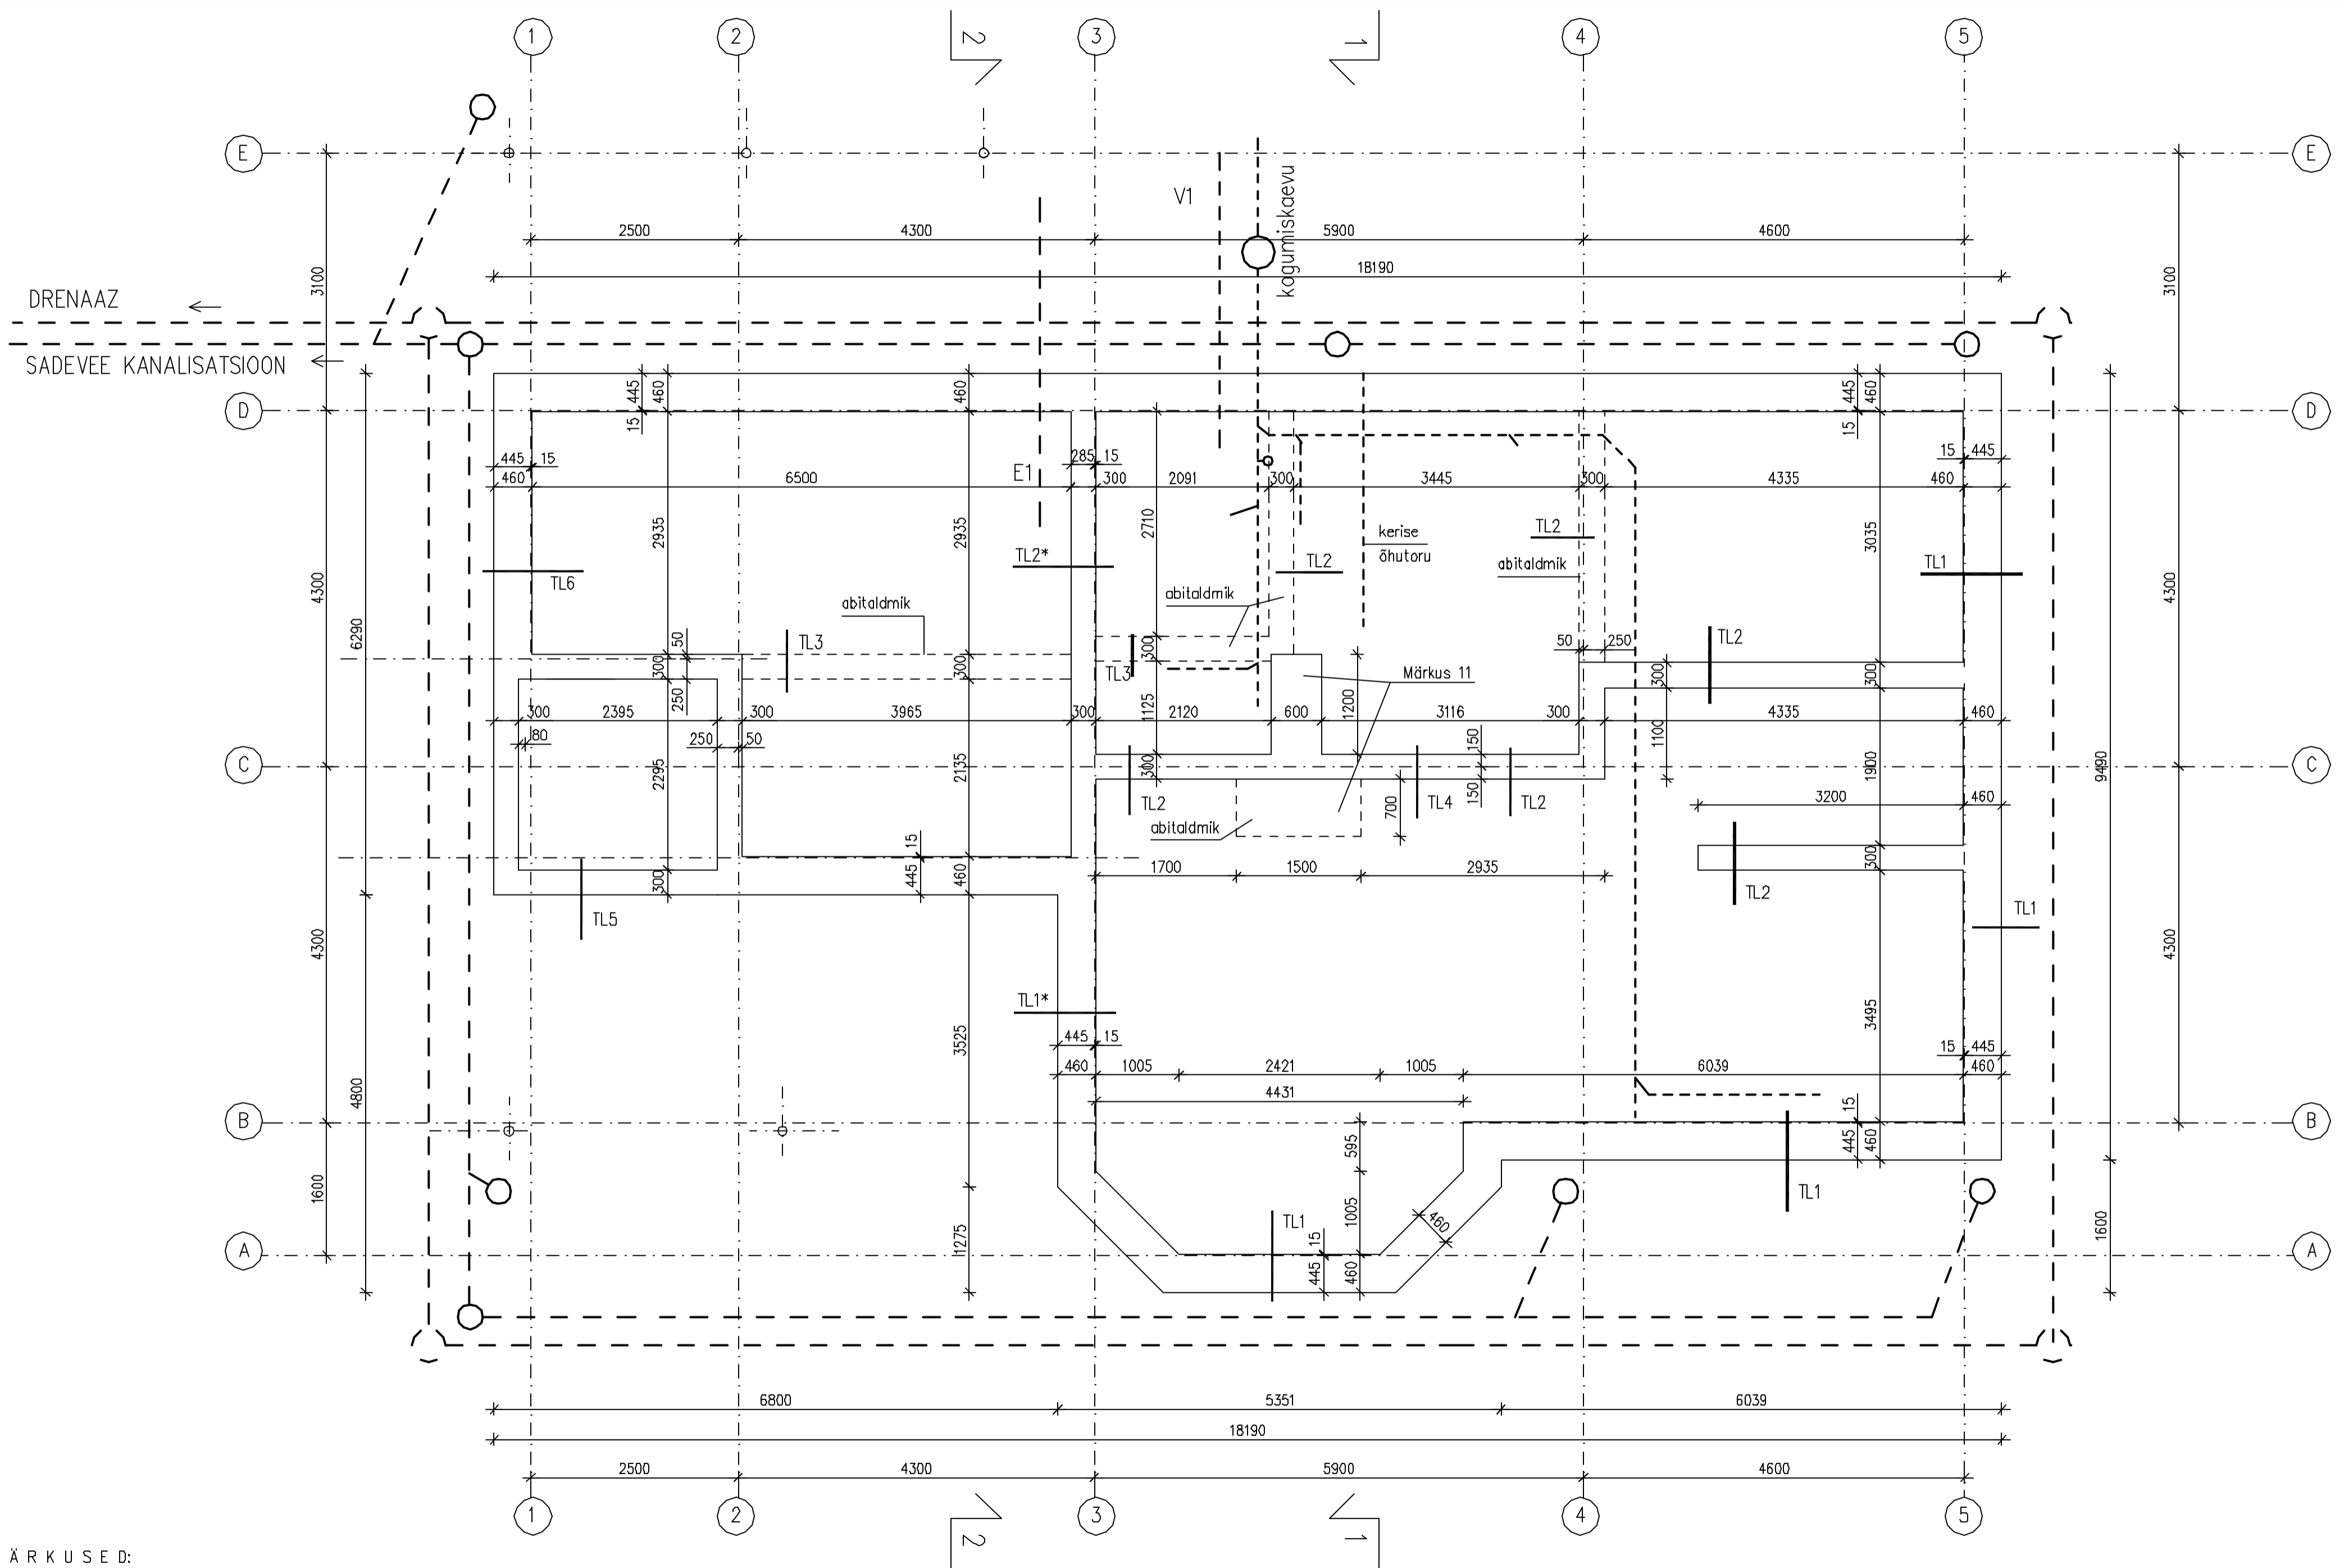 1 2 2 3 1 4 5
E E
V1
kogumiskaevu
2500 4300 5900 4600
18190
3100 3100
DRENAAZ
SADEVEE KANALISATSIOON
445 460 460 445 460
D D
15 15
445 15 285 15 15 445
460 6500 E1 300 2091 300 3445 300 4335 460
2935 2935 2710 3035
TL2
kerise
õhutoru
TL2* TL2 abitaldmik TL1
TL6
4300 4300
abitaldmik abitaldmik
6290
50 TL3 50 250 TL2
300 300 300 300 300
TL3 Märkus 11
250
1125 1200 1100
300 2395 300 3965 300 2120 600 3116 300 4335 460
80 250 50 150
C C
2295 2135 300 1900 9490
150
TL2 700 TL4 TL2 3200 460
abitaldmik
15 300
445 460 1700 1500 2935
300 TL2
TL5 TL1
4300 4300
TL1*
3525 3495
445 15 15 445
460 1005 2421 1005 6039 460
4431
4800
B B
15
595 445 460
1600 TL1
1005 460 1600
1275 TL1
15
A A
445 460
6800 5351 6039
18190
2500 4300 5900 4600
1 2 2 3 1 4 5
ÄRKUSED: